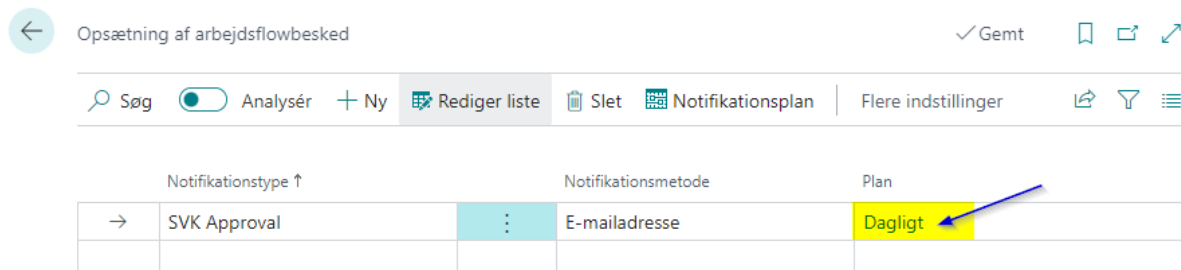 Opsætning af arbejdsflowbesked
Gemt
Søg Analysér Ny Rediger liste Slet Notifikationsplan Flere indstillinger
Notifikationstype ↑ Notifikationsmetode Plan
→ SVK Approval E-mailadresse Dagligt